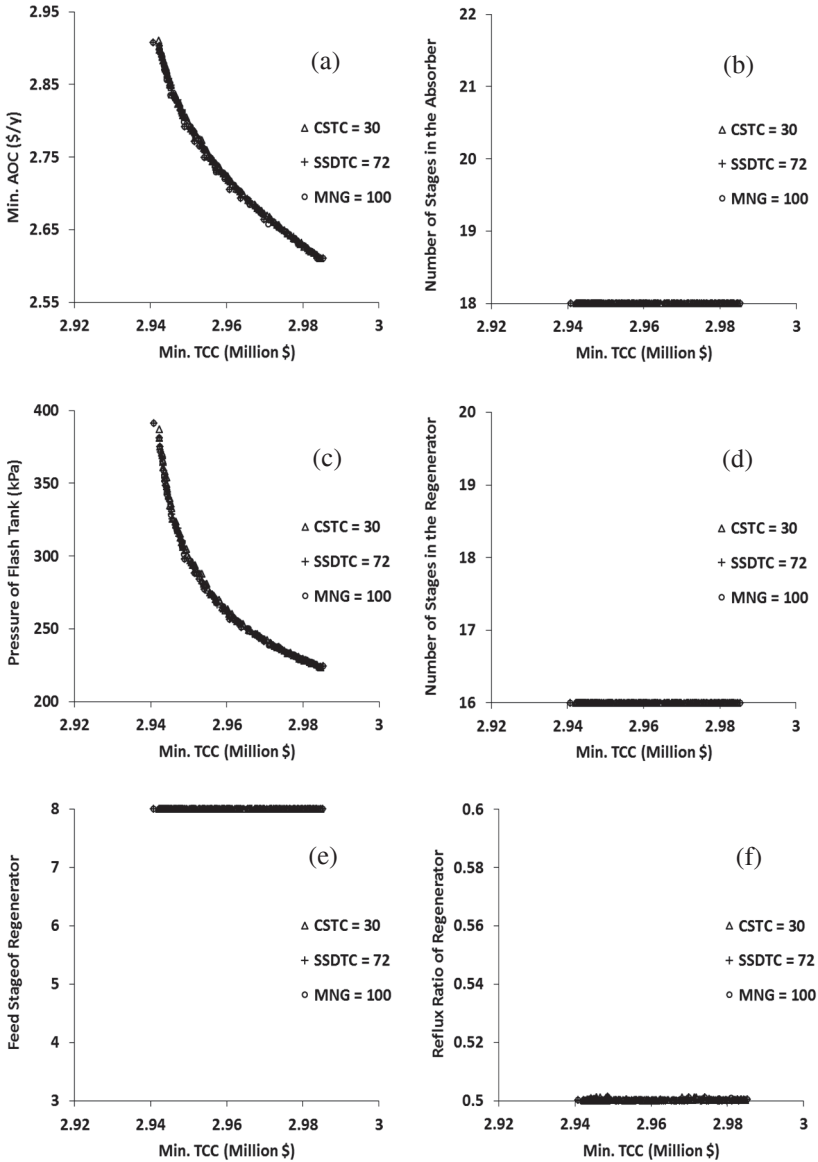 2.95
2.85
2.75
2.65
2.55
Min. AOC ($/y)
(a)
CSTC = 30
SSDTC = 72
MNG = 100
2.92 2.94 2.96 2.98 3
Min. TCC (Million $)
22
21
20
19
18
Number of Stages in the Absorber
(b)
CSTC = 30
SSDTC = 72
MNG = 100
2.92 2.94 2.96 2.98 3
Min. TCC (Million $)
400
350
300
250
200
Pressure of Flash Tank (kPa)
(c)
CSTC = 30
SSDTC = 72
MNG = 100
2.92 2.94 2.96 2.98 3
Min. TCC (Million $)
20
19
18
17
16
Number of Stages in the Regenerator
(d)
CSTC = 30
SSDTC = 72
MNG = 100
2.92 2.94 2.96 2.98 3
Min. TCC (Million $)
8
7
6
5
4
3
Feed Stageof Regenerator
(e)
CSTC = 30
SSDTC = 72
MNG = 100
2.92 2.94 2.96 2.98 3
Min. TCC (Million $)
0.6
0.58
0.56
0.54
0.52
0.5
Reflux Ratio of Regenerator
(f)
CSTC = 30
SSDTC = 72
MNG = 100
2.92 2.94 2.96 2.98 3
Min. TCC (Million $)